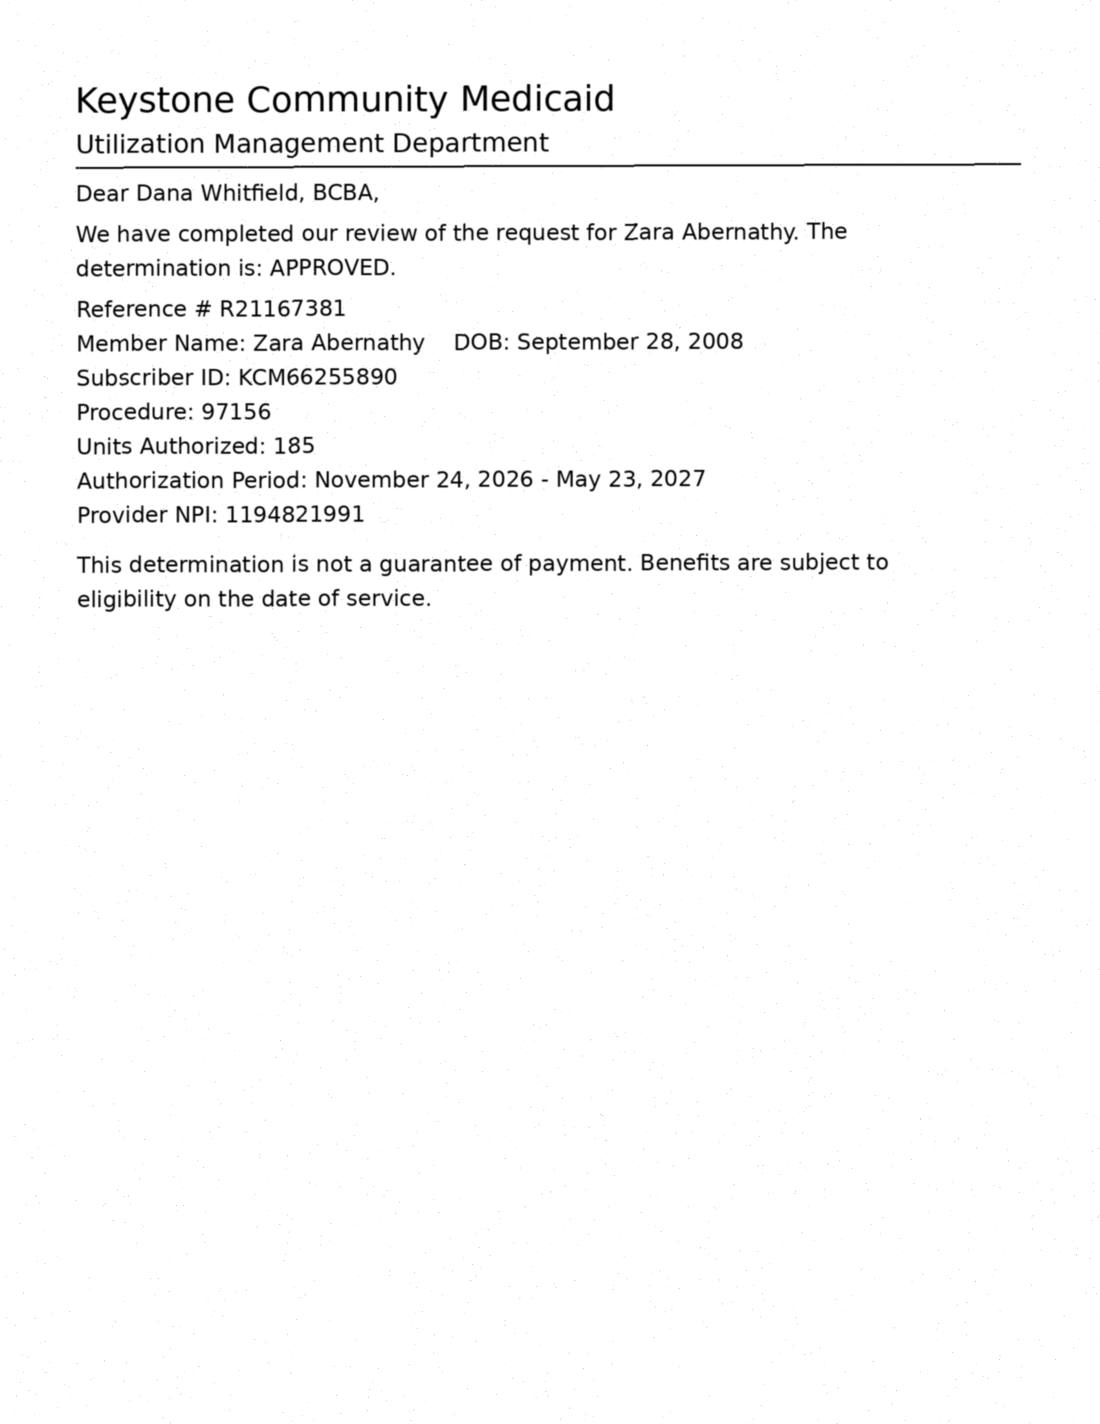 Keystone Community Medicaid
Utilization Management Department
Dear Dana Whitfield, BCBA,
We have completed our review of the request for Zara Abernathy. The
determination is: APPROVED.
Reference # R21167381
Member Name: Zara Abernathy DOB: September 28, 2008
Subscriber ID: KCM66255890
Procedure: 97156
Units Authorized: 185
Authorization Period: November 24, 2026 - May 23, 2027
Provider NPI: 1194821991
This determination is not a guarantee of payment. Benefits are subject to
eligibility on the date of service.